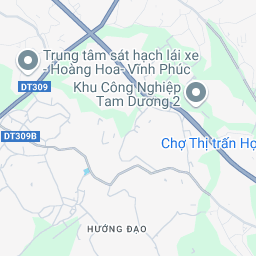 Trung tâm sát hạch lái xe
- Hoàng Hoa- Vĩnh Phúc
DT309
Khu Công Nghiệp
Tam Dương 2
DT309B
Chợ Thị trấn Hợ
HƯỚNG ĐẠO